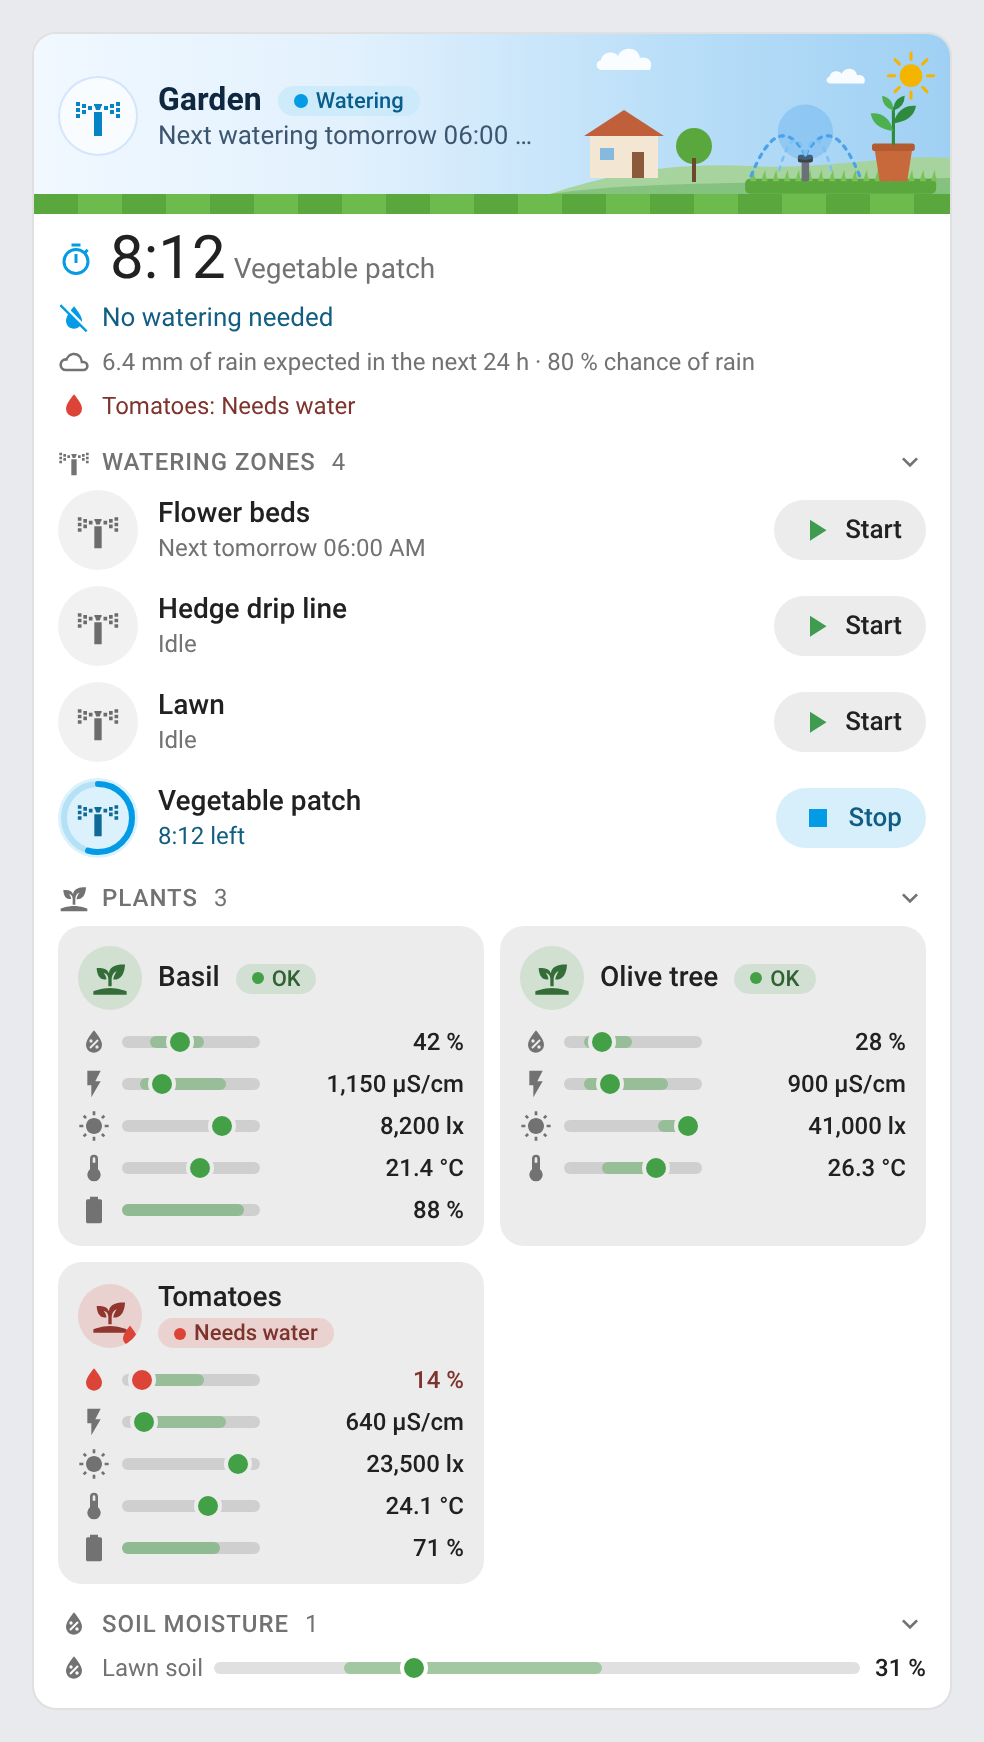 Garden Watering
Next watering tomorrow 06:00 ...
8:12 Vegetable patch
No watering needed
6.4 mm of rain expected in the next 24 h · 80 % chance of rain
Tomatoes: Needs water
WATERING ZONES 4
Flower beds
Next tomorrow 06:00 AM
Start
Hedge drip line
Idle
Start
Lawn
Idle
Start
Vegetable patch
8:12 left
Stop
PLANTS 3
Basil OK
42 %
1,150 µS/cm
8,200 lx
21.4 °C
88 %
Olive tree OK
28 %
900 µS/cm
41,000 lx
26.3 °C
Tomatoes
Needs water
14 %
640 µS/cm
23,500 lx
24.1 °C
71 %
SOIL MOISTURE 1
Lawn soil 31 %